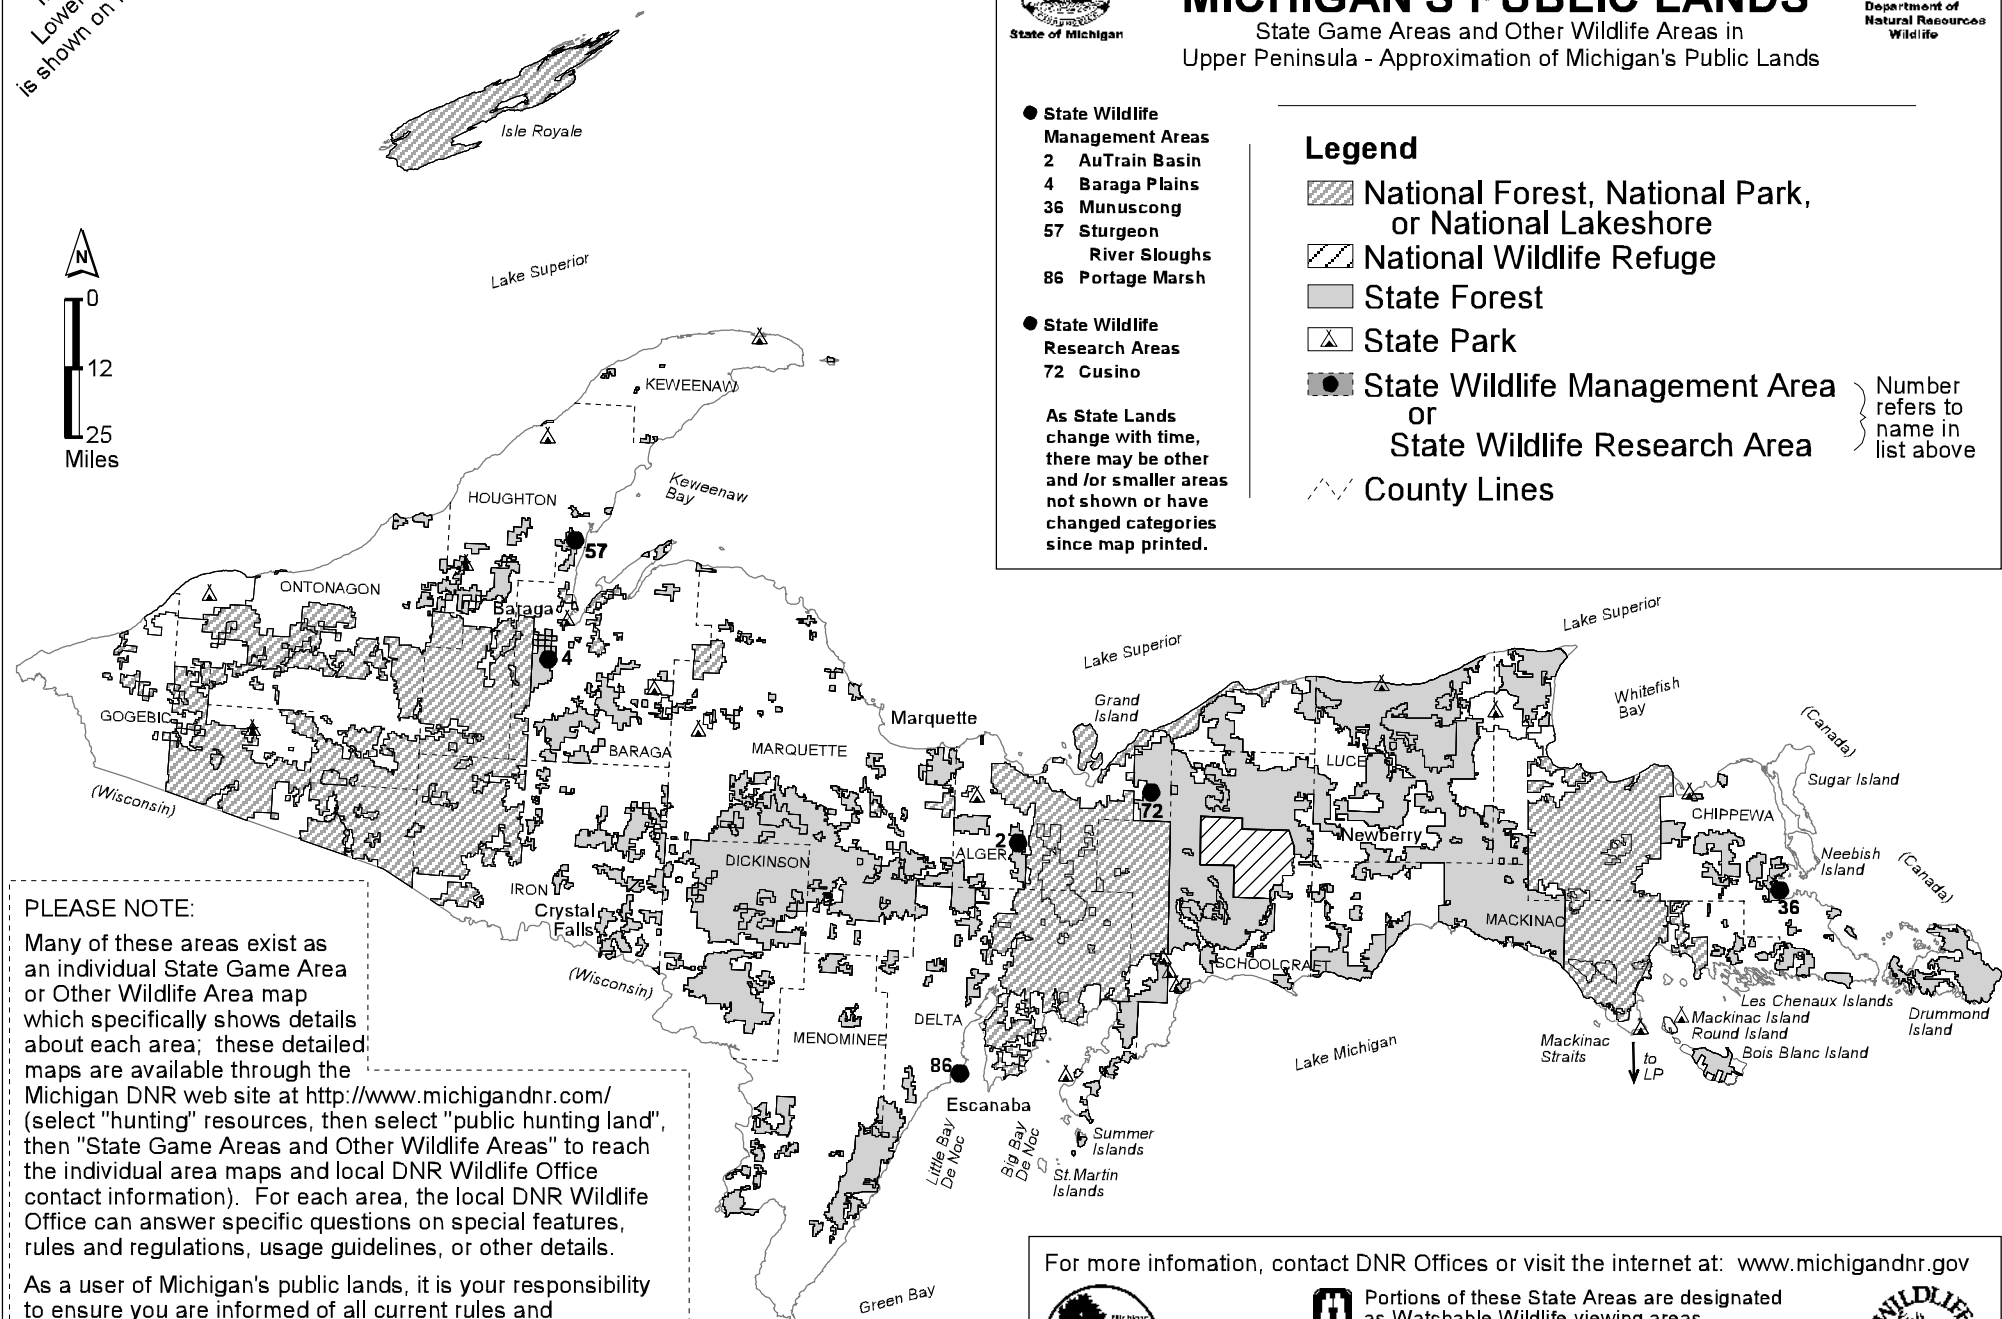 Lower
is shown on
MICHIGAN'S PUBLIC LANDS
State of Michigan
State Game Areas and Other Wildlife Areas in
Upper Peninsula - Approximation of Michigan's Public Lands
Department of
Natural Resources
Wildlife
State Wildlife
Management Areas
2 AuTrain Basin
4 Baraga Plains
36 Munuscong
57 Sturgeon
River Sloughs
86 Portage Marsh
State Wildlife
Research Areas
72 Cusino
As State Lands
change with time,
there may be other
and /or smaller areas
not shown or have
changed categories
since map printed.
Legend
National Forest, National Park,
or National Lakeshore
National Wildlife Refuge
State Forest
State Park
State Wildlife Management Area
or
State Wildlife Research Area
Number
refers to
name in
list above
County Lines
Isle Royale
N
0
12
25
Miles
Lake Superior
KEWEENAW
Keweenaw
Bay
HOUGHTON
57
ONTONAGON
Baraga
4
GOGEBIC
BARAGA
MARQUETTE
Marquette
(Wisconsin)
Lake Superior
Grand
Island
Lake Superior
Whitefish
Bay
(Canada)
Sugar Island
LUCE
72
Newberry
CHIPPEWA
Neebish
Island
(Canada)
36
2
ALGER
DICKINSON
IRON
Crystal
Falls
(Wisconsin)
MACKINAC
SCHOOLCRAFT
DELTA
MENOMINEE
86
Escanaba
Little Bay
De Noc
Big Bay
De Noc
Summer
Islands
St.Martin
Islands
Lake Michigan
Mackinac
Straits
to
LP
Les Chenaux Islands
Mackinac Island
Round Island
Bois Blanc Island
Drummond
Island
Green Bay
PLEASE NOTE:
Many of these areas exist as
an individual State Game Area
or Other Wildlife Area map
which specifically shows details
about each area; these detailed
maps are available through the
Michigan DNR web site at http://www.michigandnr.com/
(select "hunting" resources, then select "public hunting land",
then "State Game Areas and Other Wildlife Areas" to reach
the individual area maps and local DNR Wildlife Office
contact information). For each area, the local DNR Wildlife
Office can answer specific questions on special features,
rules and regulations, usage guidelines, or other details.
As a user of Michigan's public lands, it is your responsibility
to ensure you are informed of all current rules and
For more infomation, contact DNR Offices or visit the internet at: www.michigandnr.gov
Michigan
Portions of these State Areas are designated
as Watchable Wildlife viewing areas
WILDLIFE